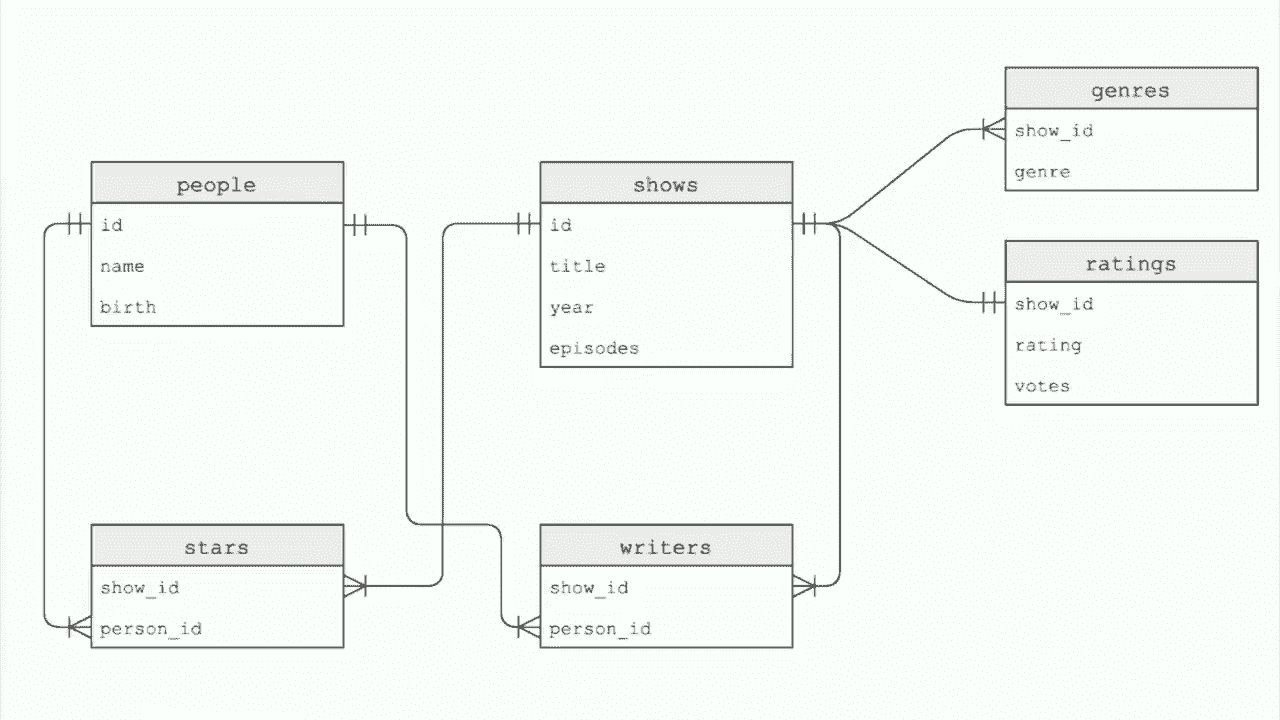 people
id
name
birth
shows
id
title
year
episodes
genres
show_id
genre
ratings
show_id
rating
votes
stars
show_id
person_id
writers
show_id
person_id